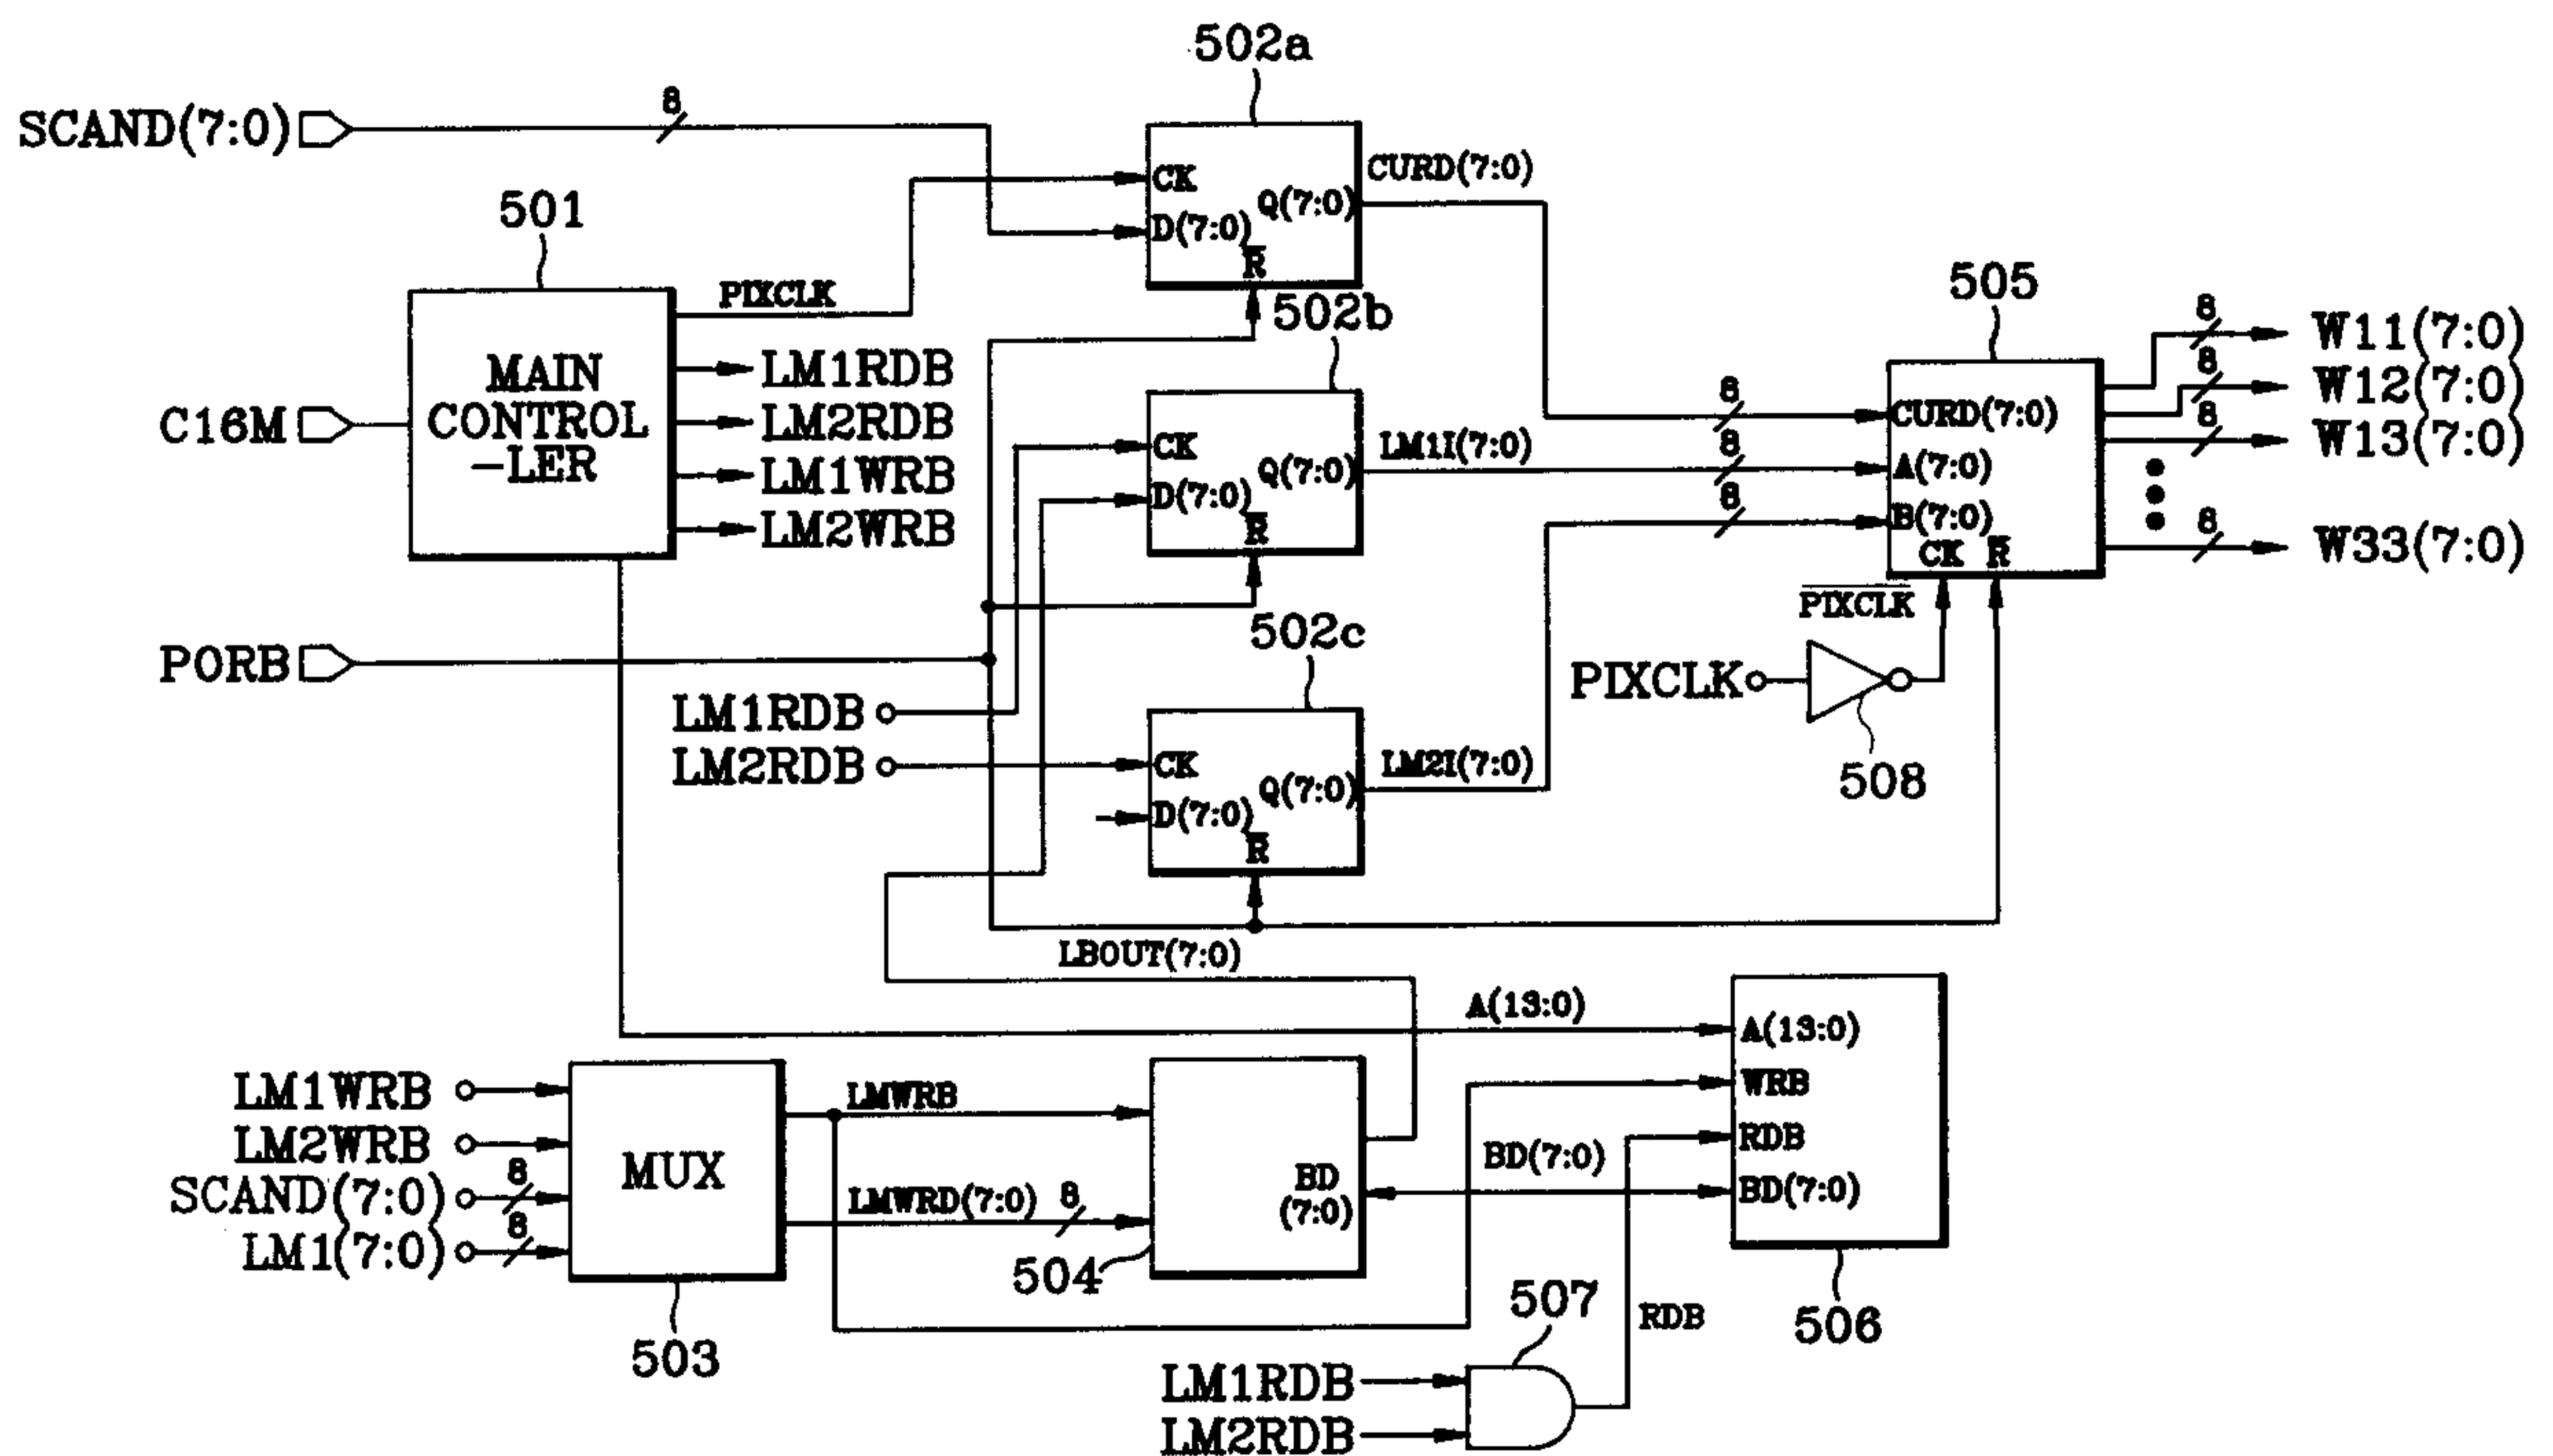 502a
SCAND(7:0)
8
CK
D(7:0)
Q(7:0)
R̅
CURD(7:0)
501
PIXCLK
MAIN
CONTROL
-LER
LM1RDB
LM2RDB
LM1WRB
LM2WRB
C16M
502b
CK
D(7:0)
Q(7:0)
R̅
LM1I(7:0)
505
8
8
8
CURD(7:0)
A(7:0)
B(7:0)
CK R̅
8
W11(7:0)
8
W12(7:0)
8
W13(7:0)
8
W33(7:0)
P̅I̅X̅C̅L̅K̅
PIXCLK
508
PORB
502c
LM1RDB
LM2RDB
CK
D(7:0)
Q(7:0)
R̅
LM2I(7:0)
LBOUT(7:0)
A(13:0)
A(13:0)
WRB
RDB
BD(7:0)
506
LM1WRB
LM2WRB
SCAND(7:0)
8
LM1(7:0)
8
MUX
503
LMWRB
LMWRD(7:0)
8
BD
(7:0)
504
BD(7:0)
507
RDB
LM1RDB
LM2RDB